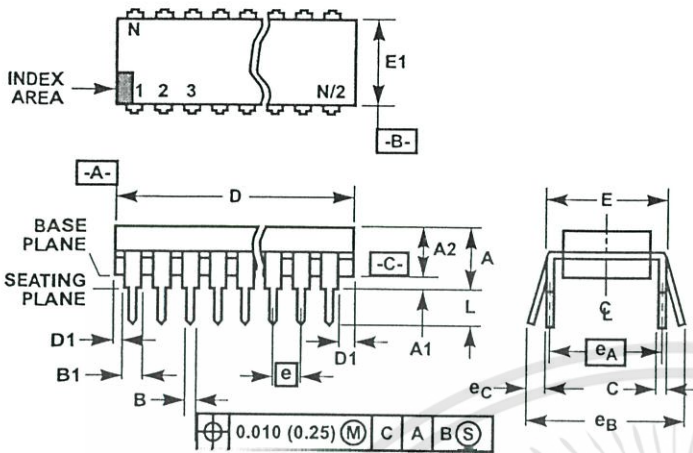 N
E1
INDEX
AREA
1 2 3 N/2
-B-
-A-
D
E
BASE
PLANE
A2
A
-C-
SEATING
PLANE
L
D1
A1
D1
e
eA
B1
eC
C
B
eB
0.010 (0.25) Ⓜ C A B Ⓢ